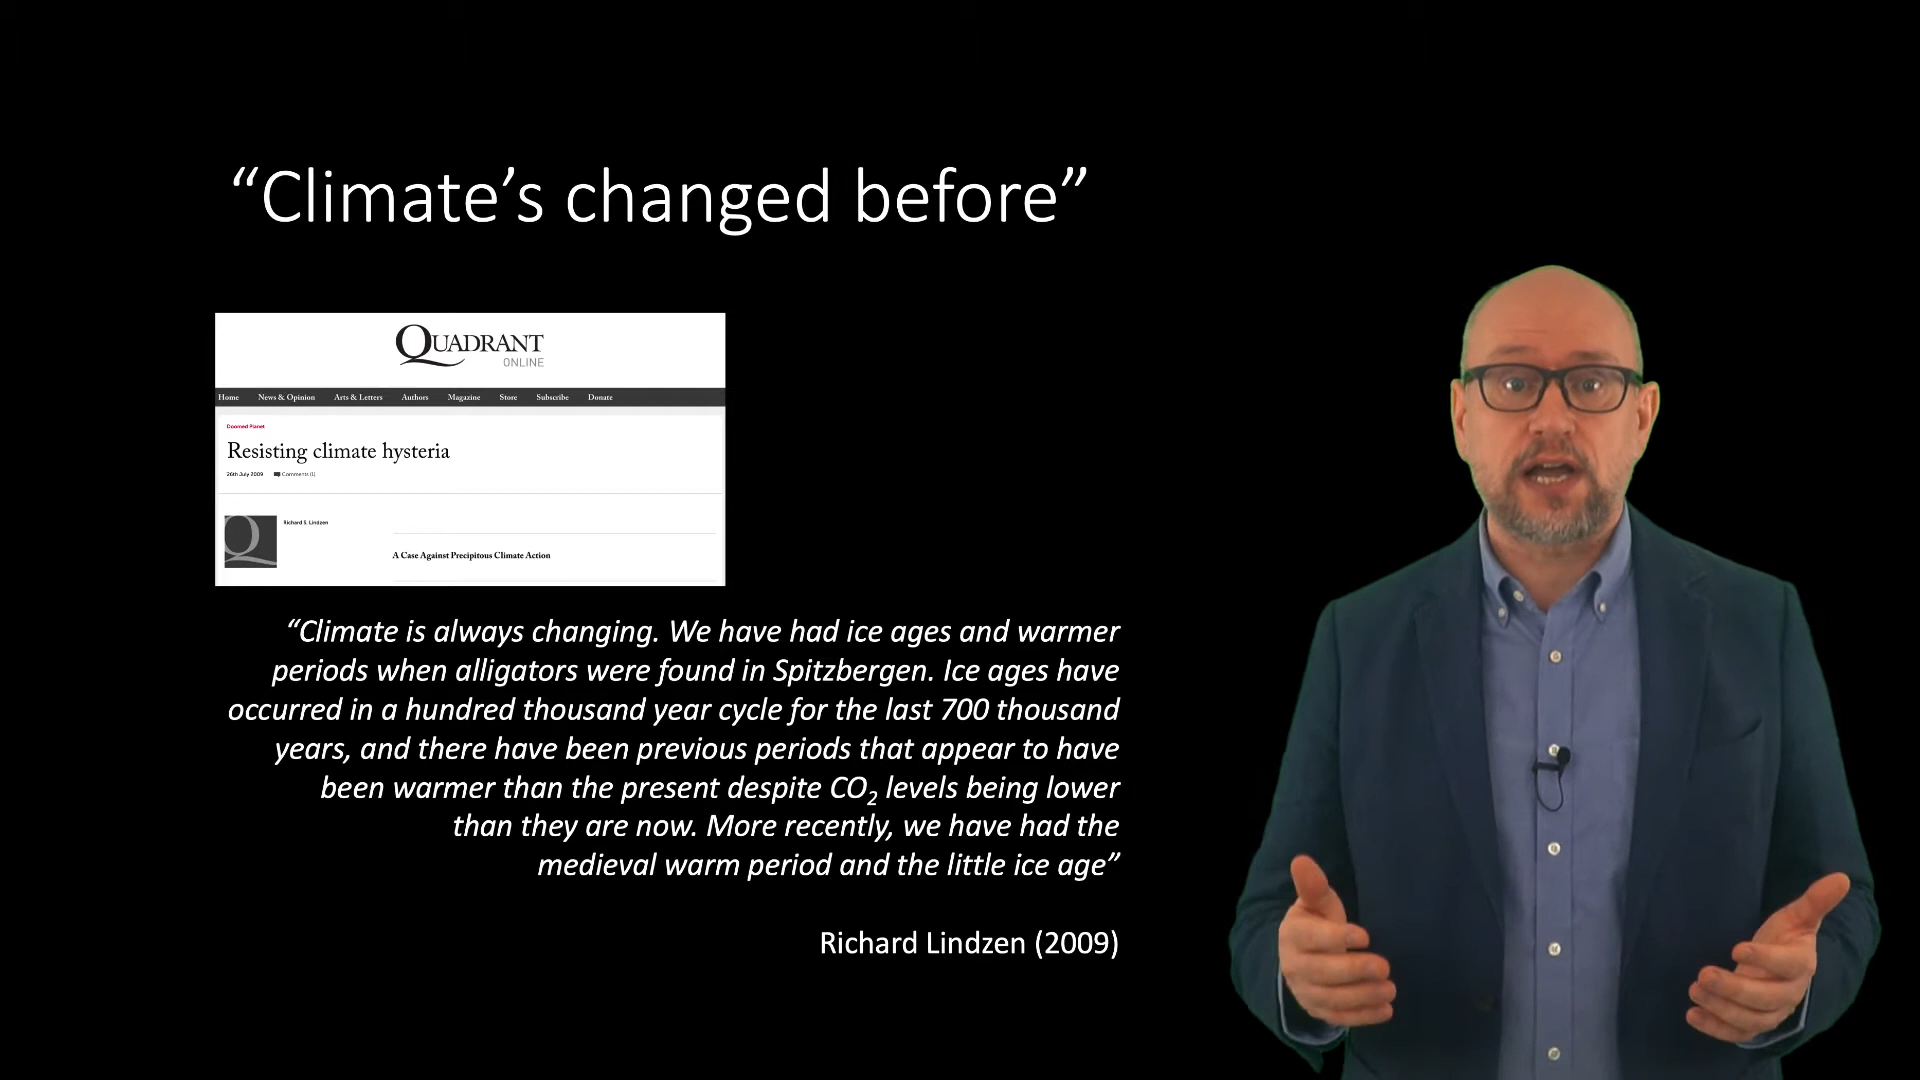 “Climate’s changed before”
QUADRANT
ONLINE
Home News & Opinion Arts & Letters Authors Magazine Store Subscribe Donate
Doomed Planet
Resisting climate hysteria
26th July 2009 Comments (1)
Richard S. Lindzen
A Case Against Precipitous Climate Action
“Climate is always changing. We have had ice ages and warmer
periods when alligators were found in Spitzbergen. Ice ages have
occurred in a hundred thousand year cycle for the last 700 thousand
years, and there have been previous periods that appear to have
been warmer than the present despite CO₂ levels being lower
than they are now. More recently, we have had the
medieval warm period and the little ice age”
Richard Lindzen (2009)